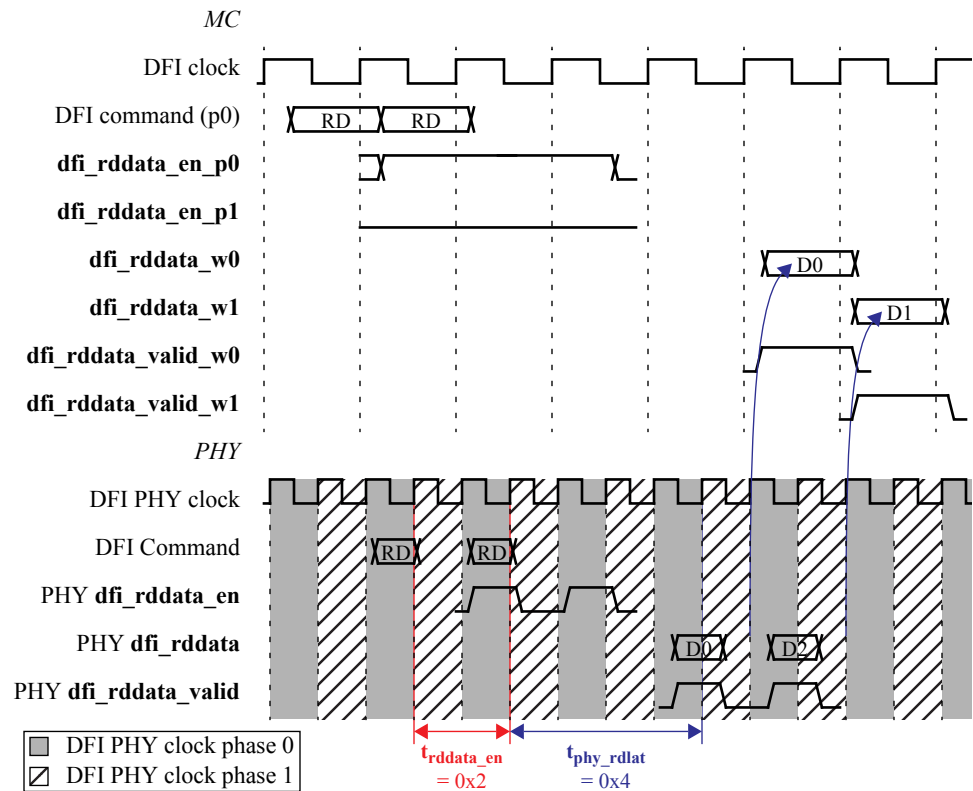 MC
DFI clock
DFI command (p0) RD RD
dfi_rddata_en_p0
dfi_rddata_en_p1
dfi_rddata_w0 D0
dfi_rddata_w1 D1
dfi_rddata_valid_w0
dfi_rddata_valid_w1
PHY
DFI PHY clock
DFI Command RD RD
PHY dfi_rddata_en
PHY dfi_rddata D0 D2
PHY dfi_rddata_valid
DFI PHY clock phase 0
DFI PHY clock phase 1
trddata_en tphy_rdlat
= 0x2 = 0x4